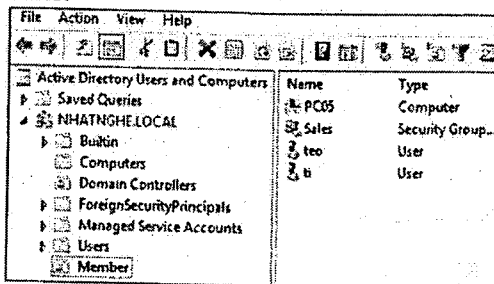 File Action View Help
Active Directory Users and Computers
Saved Queries
NHATNGHE.LOCAL
Builtin
Computers
Domain Controllers
ForeignSecurityPrincipals
Managed Service Accounts
Users
Member
Name Type
PC05 Computer
Sales Security Group...
teo User
ti User